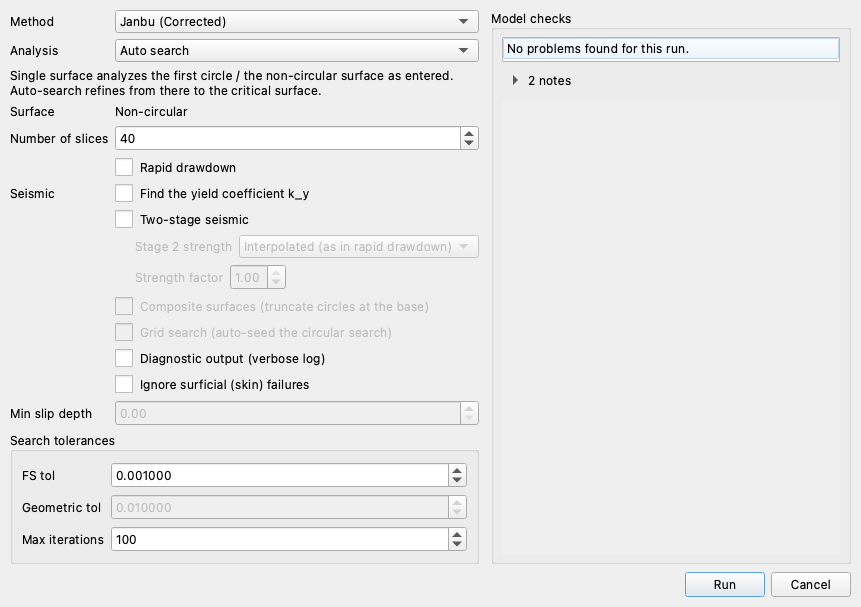 Method
Janbu (Corrected)
Analysis
Auto search
Single surface analyzes the first circle / the non-circular surface as entered.
Auto-search refines from there to the critical surface.
Surface
Non-circular
Number of slices
40
Rapid drawdown
Seismic
Find the yield coefficient k_y
Two-stage seismic
Stage 2 strength
Interpolated (as in rapid drawdown)
Strength factor
1.00
Composite surfaces (truncate circles at the base)
Grid search (auto-seed the circular search)
Diagnostic output (verbose log)
Ignore surficial (skin) failures
Min slip depth
0.00
Search tolerances
FS tol
0.001000
Geometric tol
0.010000
Max iterations
100
Model checks
No problems found for this run.
2 notes
Run
Cancel